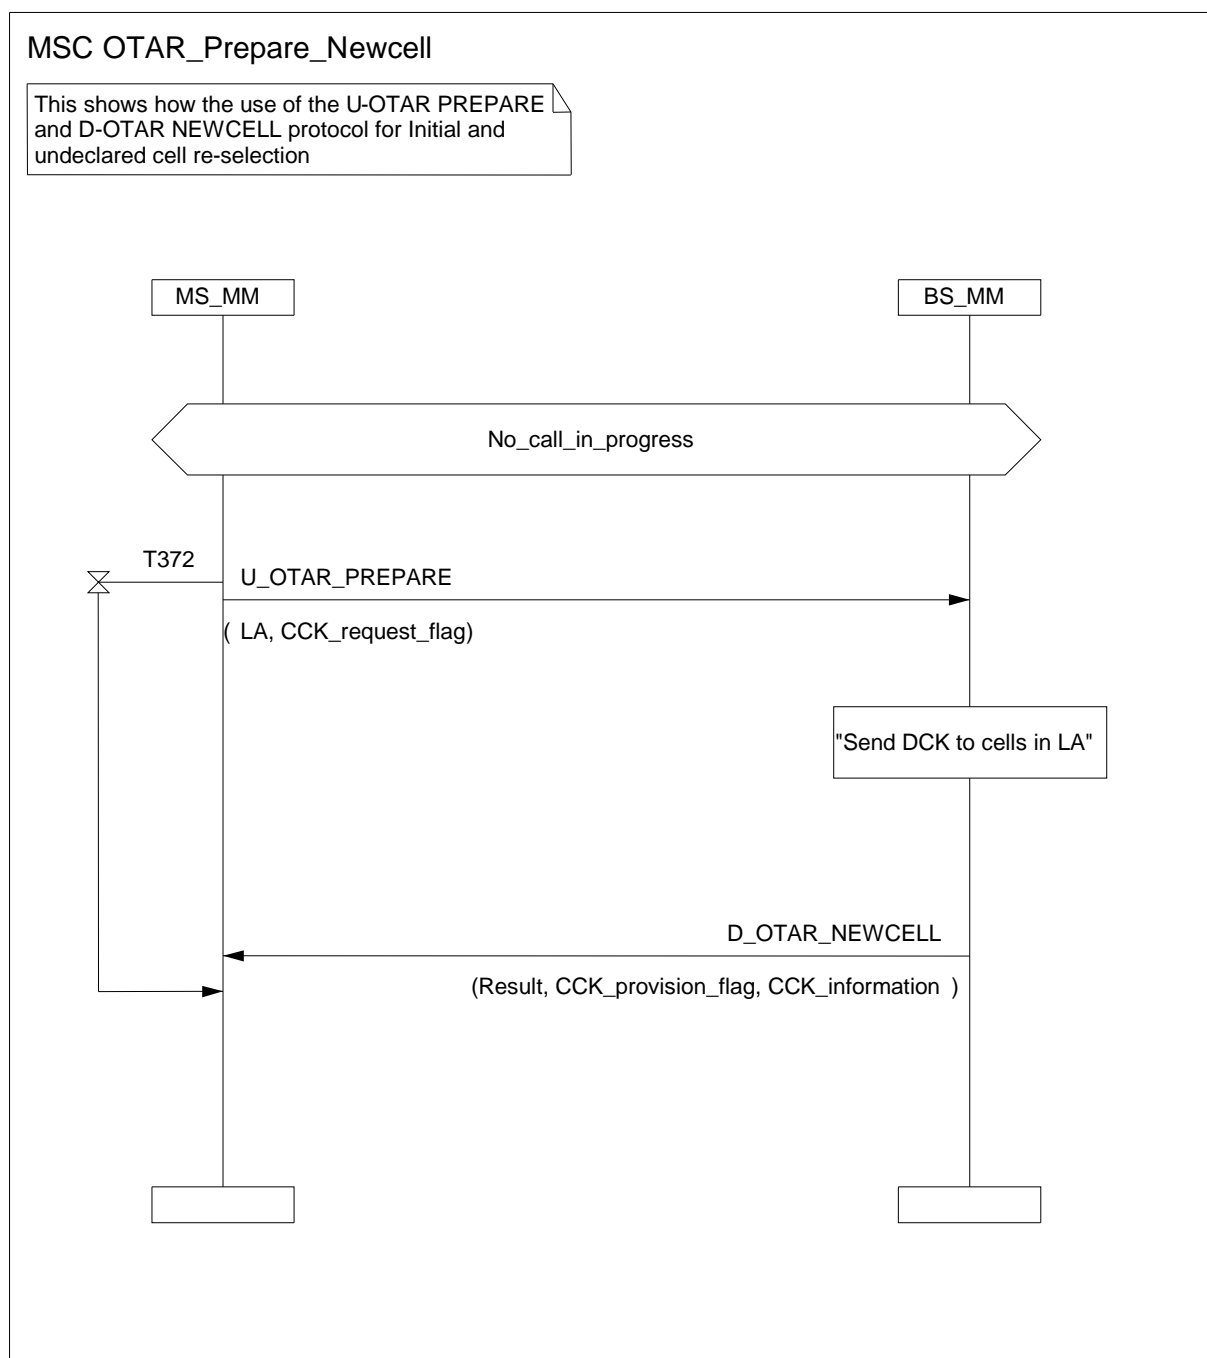 MSC OTAR_Prepare_Newcell
This shows how the use of the U-OTAR PREPARE
and D-OTAR NEWCELL protocol for Initial and
undeclared cell re-selection
MS_MM
BS_MM
No_call_in_progress
T372
U_OTAR_PREPARE
( LA, CCK_request_flag)
"Send DCK to cells in LA"
D_OTAR_NEWCELL
(Result, CCK_provision_flag, CCK_information )